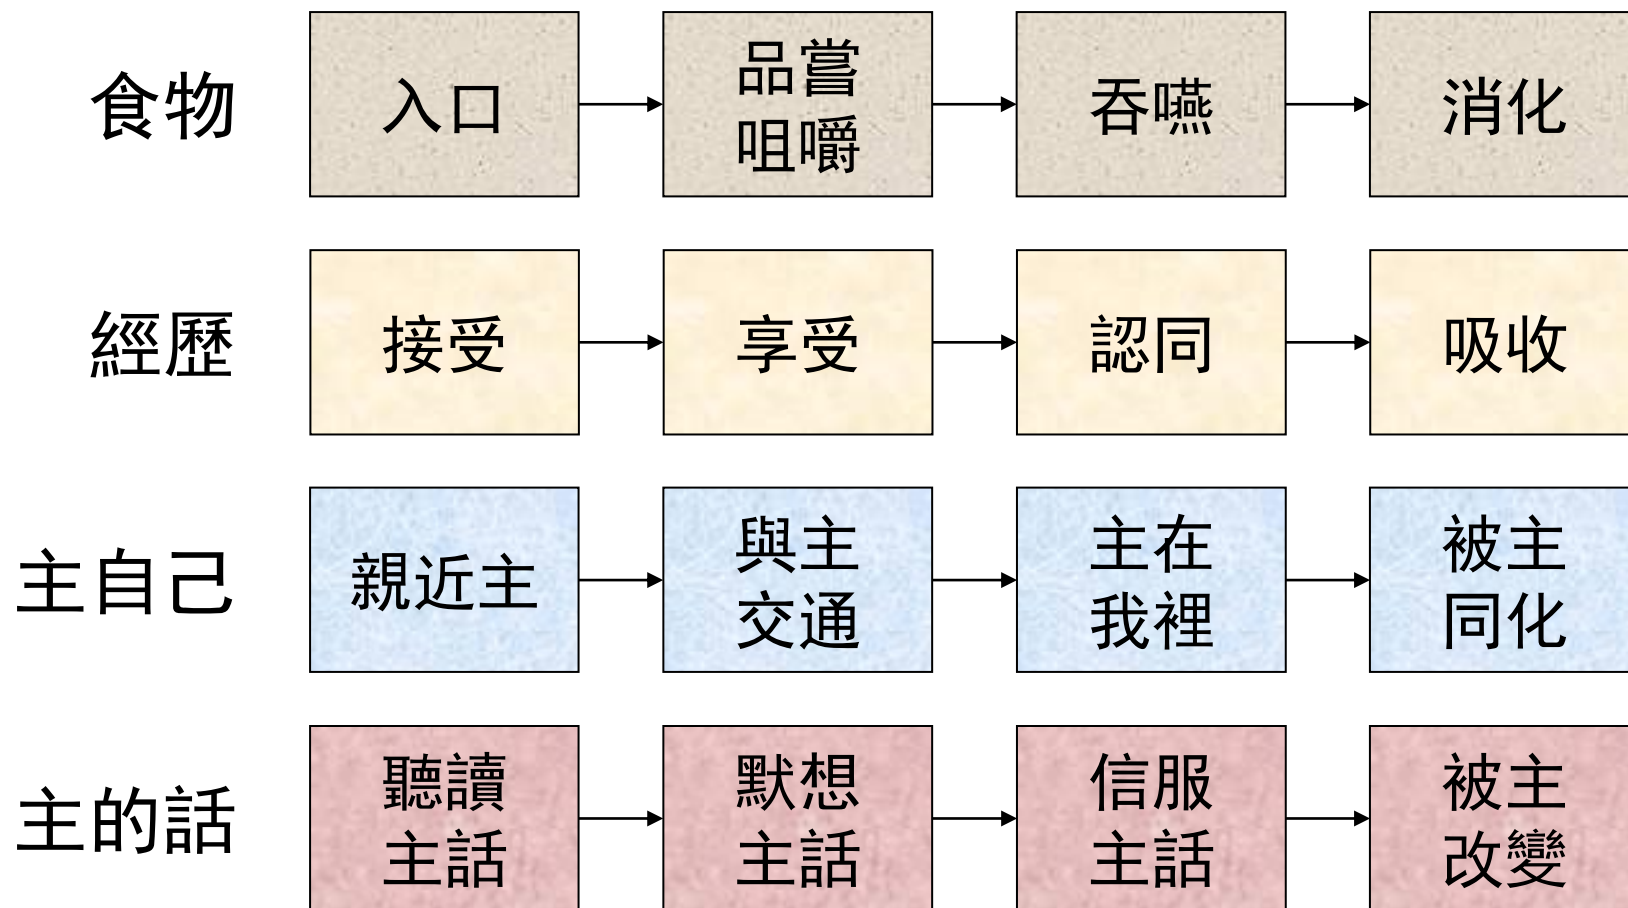 食物
入口
品嘗
咀嚼
吞嚥
消化
經歷
接受
享受
認同
吸收
主自己
親近主
與主
交通
主在
我裡
被主
同化
主的話
聽讀
主話
默想
主話
信服
主話
被主
改變